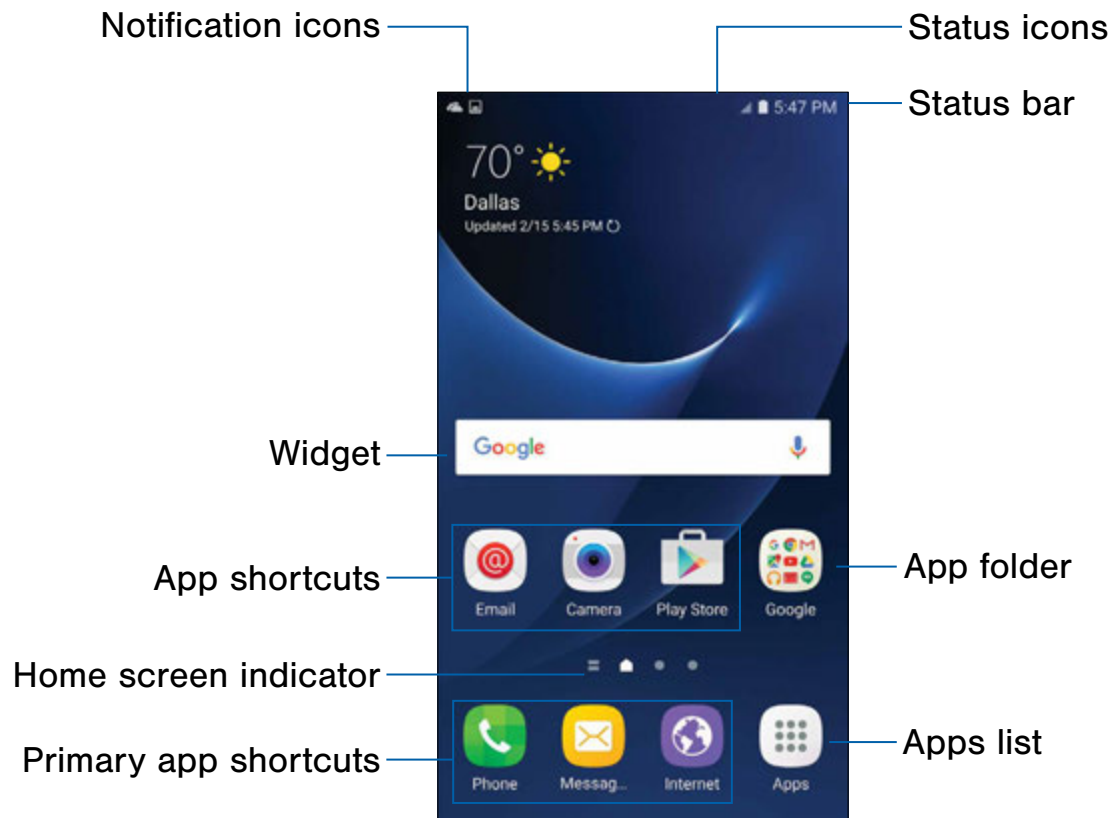 Notification icons
Status icons
Status bar
5:47 PM
70°
Dallas
Updated 2/15 5:45 PM
Widget
Google
App shortcuts
Email
Camera
Play Store
Google
App folder
Home screen indicator
Primary app shortcuts
Phone
Messag...
Internet
Apps
Apps list